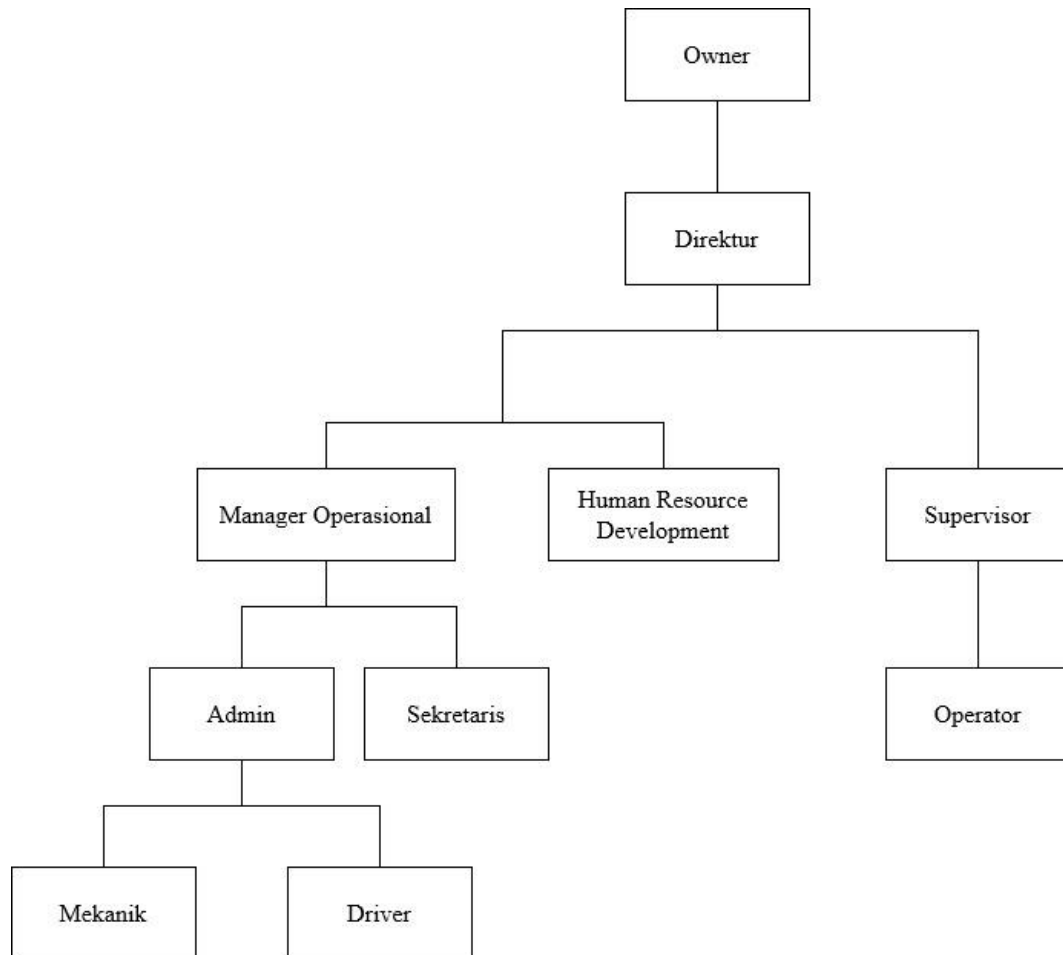 Owner
Direktur
Manager Operasional
Human Resource
Development
Supervisor
Admin
Sekretaris
Operator
Mekanik
Driver